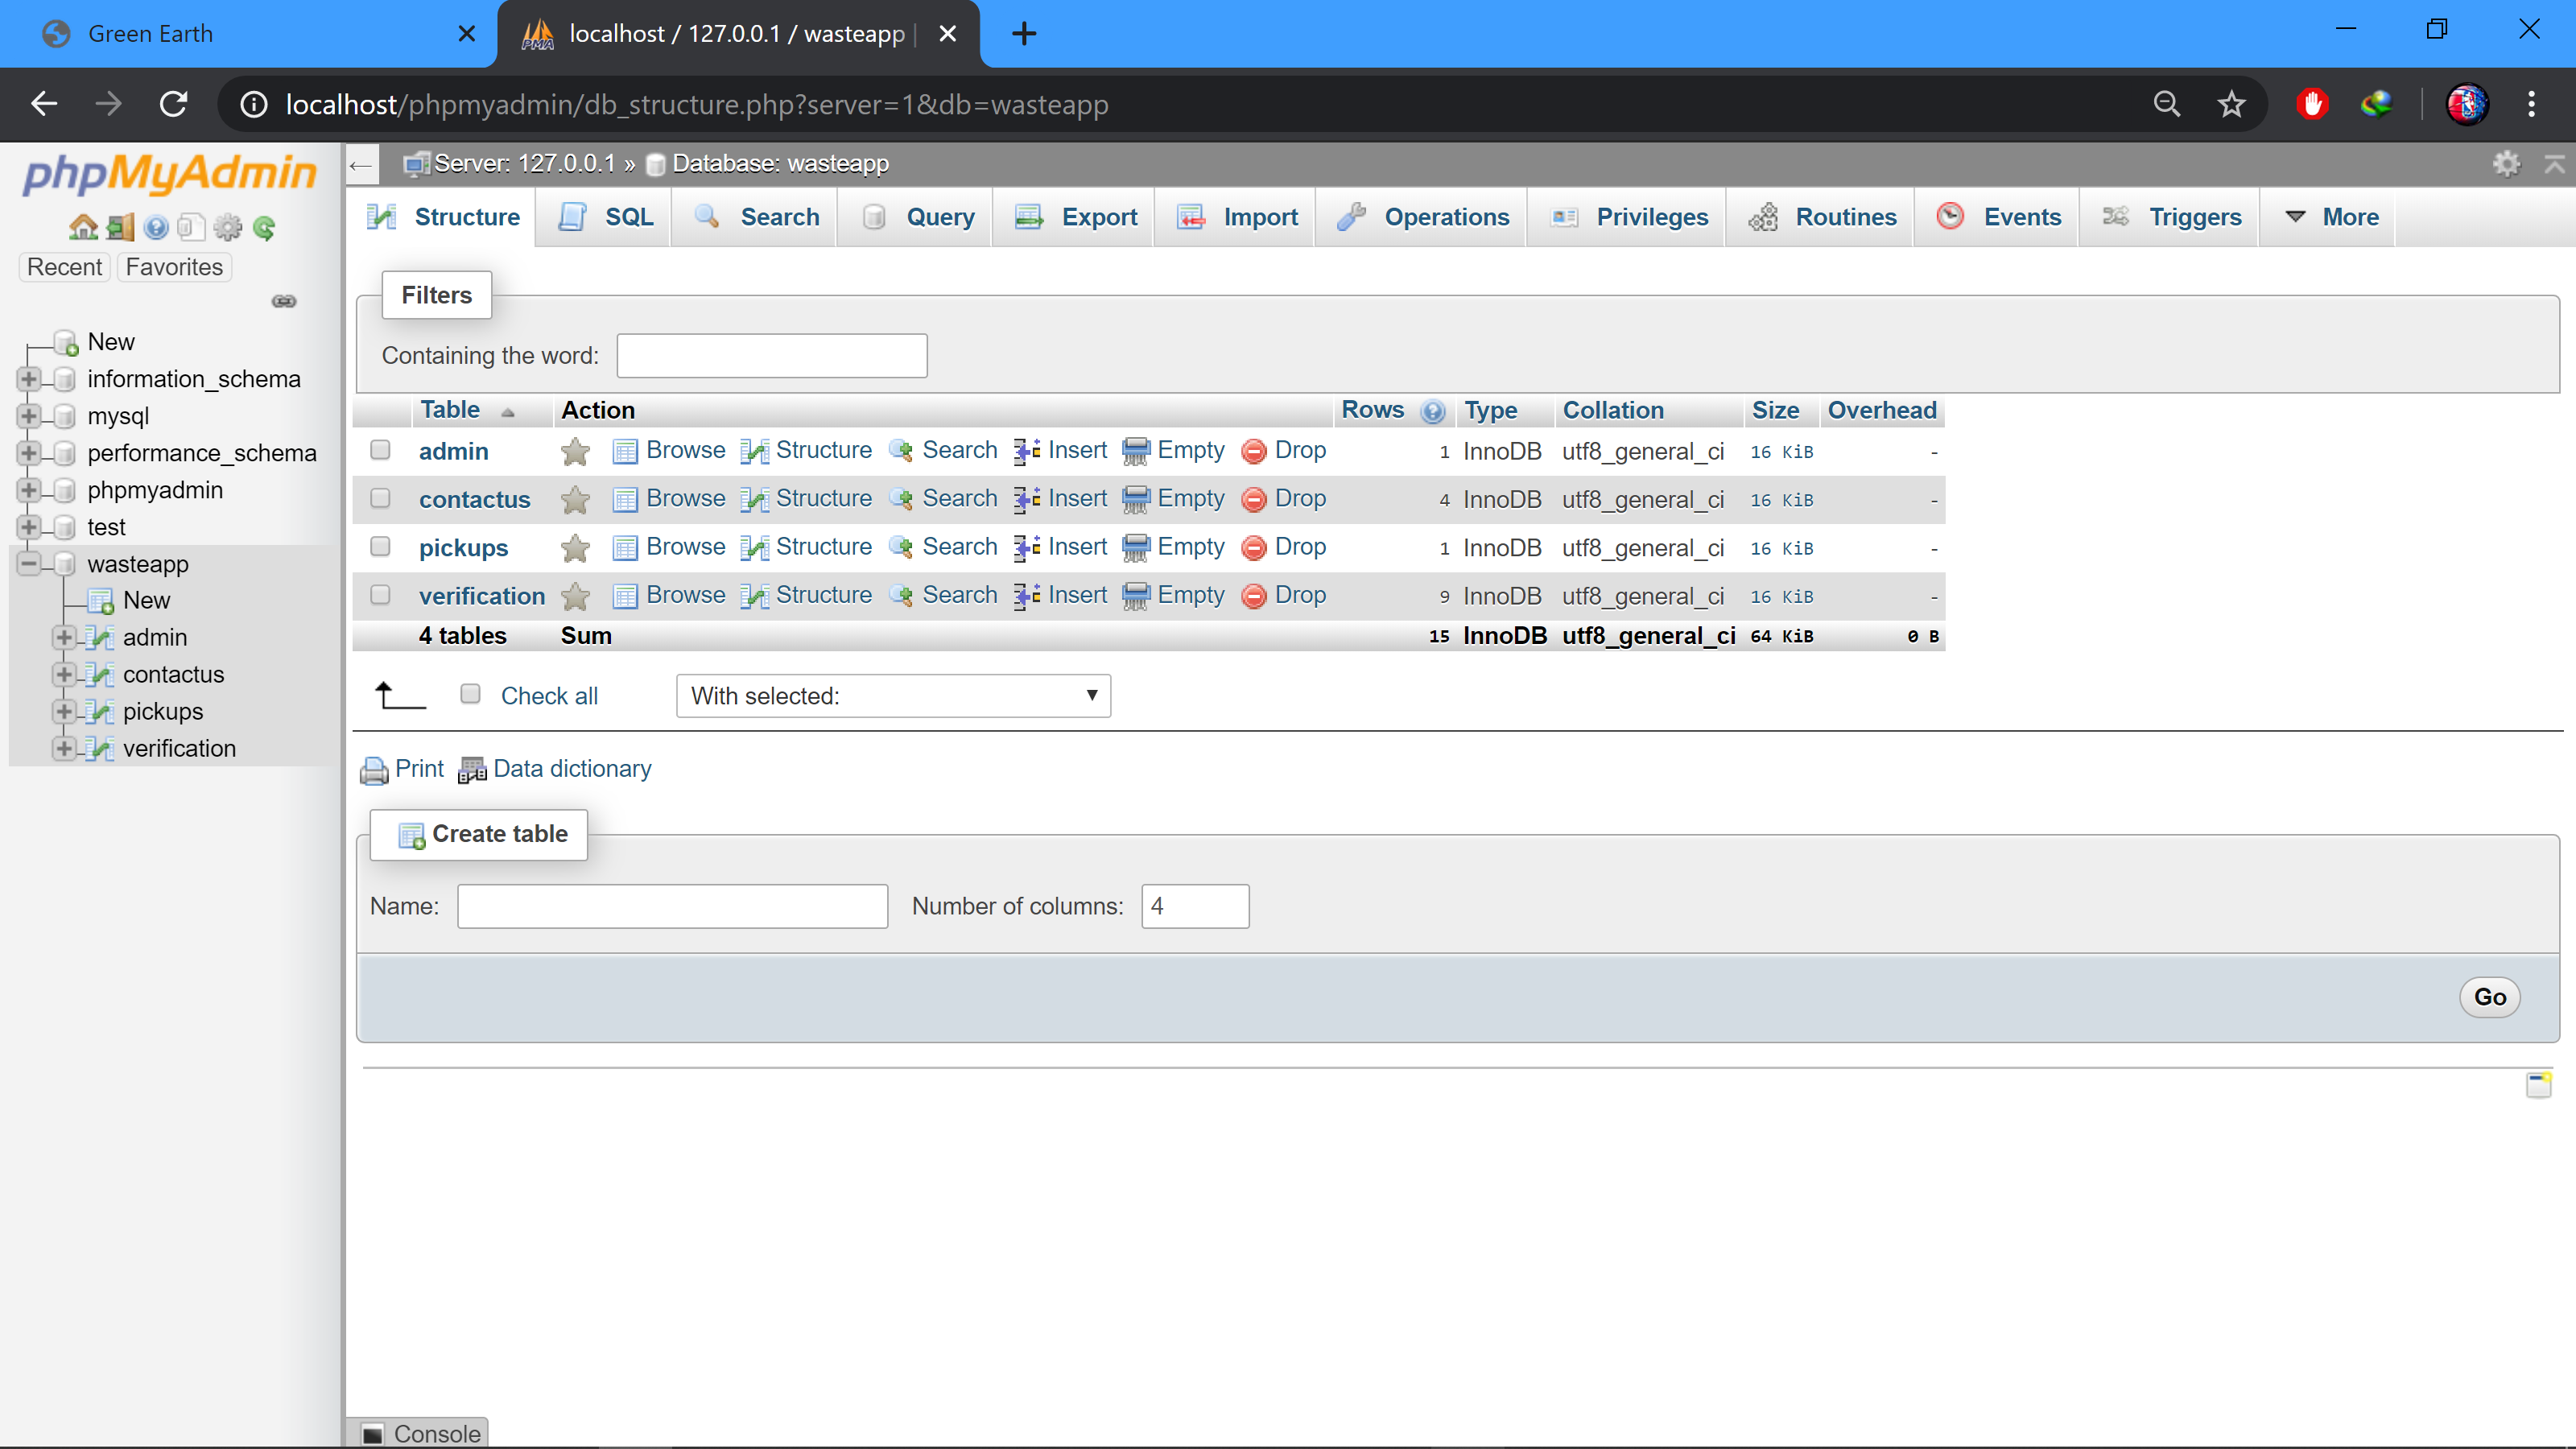 Green Earth
localhost / 127.0.0.1 / wasteapp |
localhost/phpmyadmin/db_structure.php?server=1&db=wasteapp
phpMyAdmin
Recent Favorites
New
information_schema
mysql
performance_schema
phpmyadmin
test
wasteapp
New
admin
contactus
pickups
verification
Server: 127.0.0.1 » Database: wasteapp
Structure SQL Search Query Export Import Operations Privileges Routines Events Triggers More
Filters
Containing the word:
Table Action Rows Type Collation Size Overhead
admin Browse Structure Search Insert Empty Drop 1 InnoDB utf8_general_ci 16 KiB -
contactus Browse Structure Search Insert Empty Drop 4 InnoDB utf8_general_ci 16 KiB -
pickups Browse Structure Search Insert Empty Drop 1 InnoDB utf8_general_ci 16 KiB -
verification Browse Structure Search Insert Empty Drop 9 InnoDB utf8_general_ci 16 KiB -
4 tables Sum 15 InnoDB utf8_general_ci 64 KiB 0 B
Check all With selected:
Print Data dictionary
Create table
Name: Number of columns: 4
Go
Console